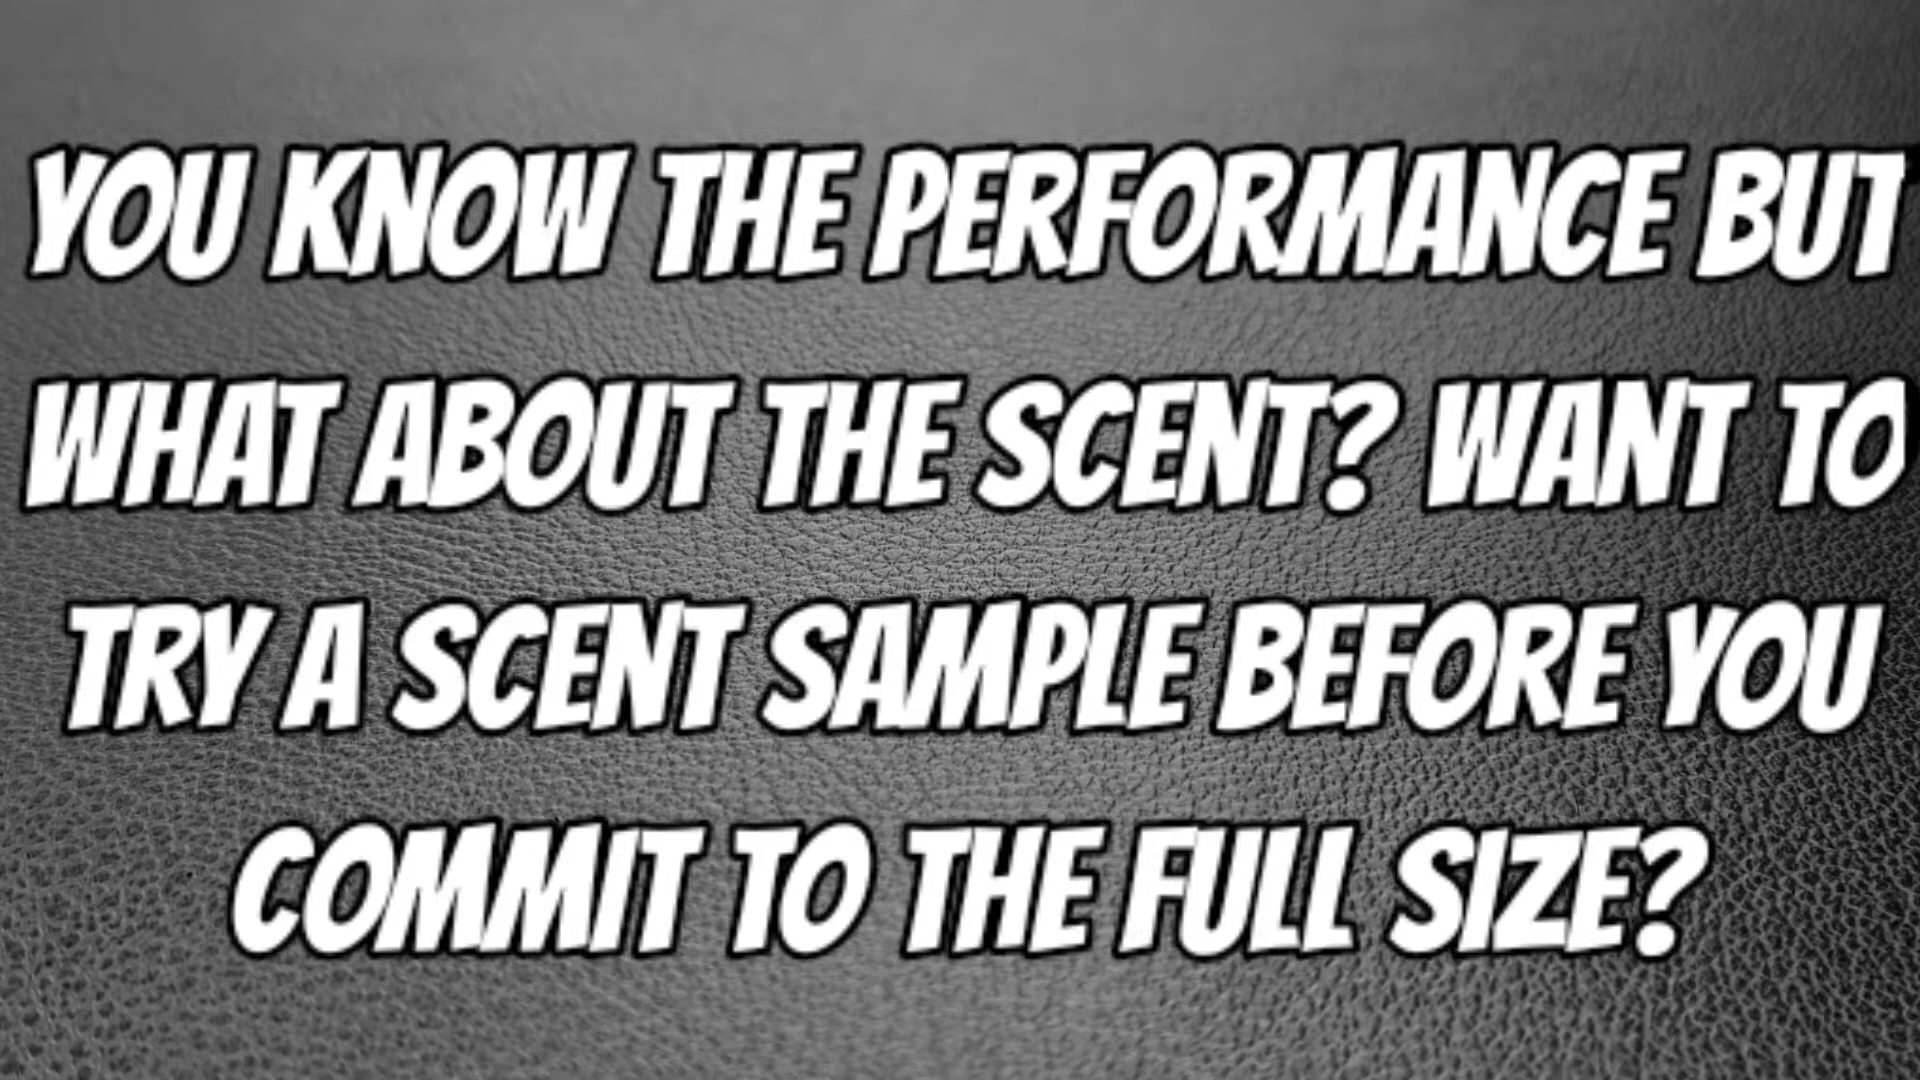 YOU KNOW THE PERFORMANCE BUT
WHAT ABOUT THE SCENT? WANT TO
TRY A SCENT SAMPLE BEFORE YOU
COMMIT TO THE FULL SIZE?